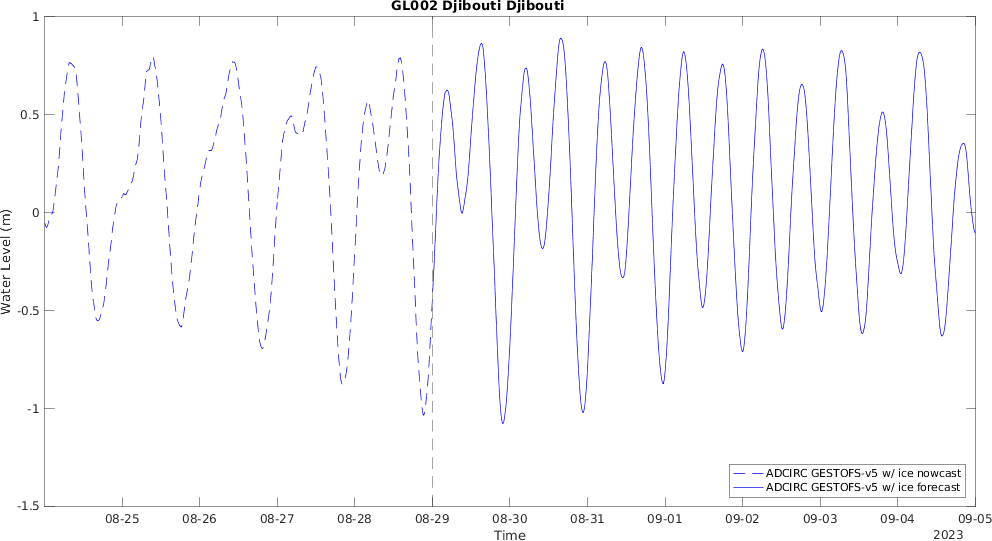 GL002 Djibouti Djibouti
1
0.5
0
-0.5
-1
-1.5
Water Level (m)
08-25 08-26 08-27 08-28 08-29 08-30 08-31 09-01 09-02 09-03 09-04 09-05
Time
2023
ADCIRC GESTOFS-v5 w/ ice nowcast
ADCIRC GESTOFS-v5 w/ ice forecast